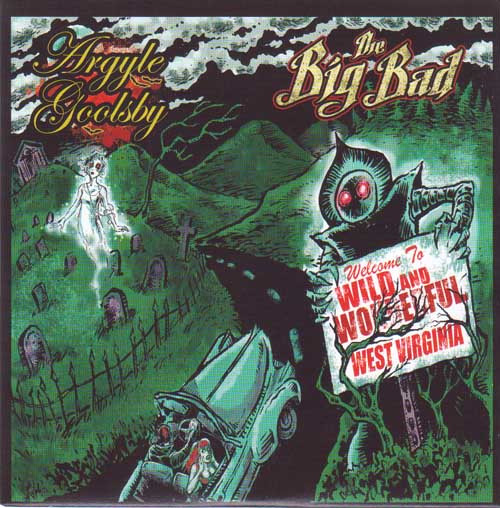 Argyle
Goolsby
The
Big Bad
Welcome To
WILD AND
WONDERFUL
WEST VIRGINIA